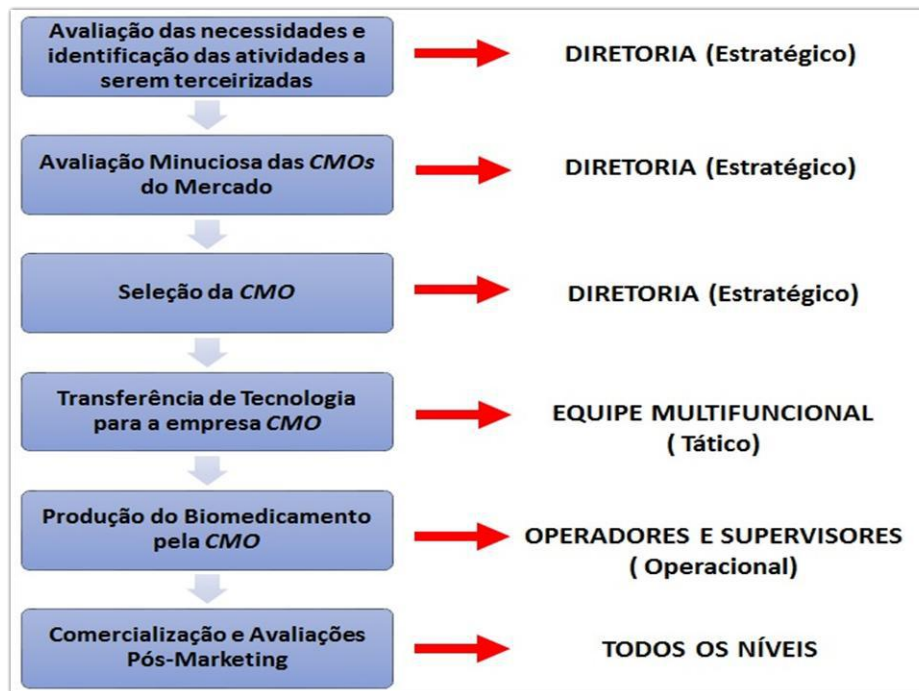 Avaliação das necessidades e
identificação das atividades a
serem terceirizadas
DIRETORIA (Estratégico)
Avaliação Minuciosa das CMOs
do Mercado
DIRETORIA (Estratégico)
Seleção da CMO
DIRETORIA (Estratégico)
Transferência de Tecnologia
para a empresa CMO
EQUIPE MULTIFUNCIONAL
( Tático)
Produção do Biomedicamento
pela CMO
OPERADORES E SUPERVISORES
( Operacional)
Comercialização e Avaliações
Pós-Marketing
TODOS OS NÍVEIS